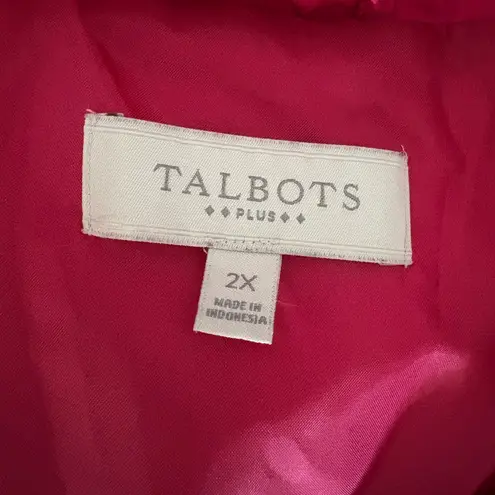 TALBOTS
♦♦PLUS♦♦
2X
MADE IN
INDONESIA